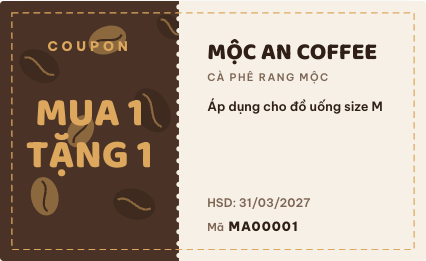 COUPON
MUA 1
TẶNG 1
MỘC AN COFFEE
CÀ PHÊ RANG MỘC
Áp dụng cho đồ uống size M
HSD: 31/03/2027
Mã MA00001